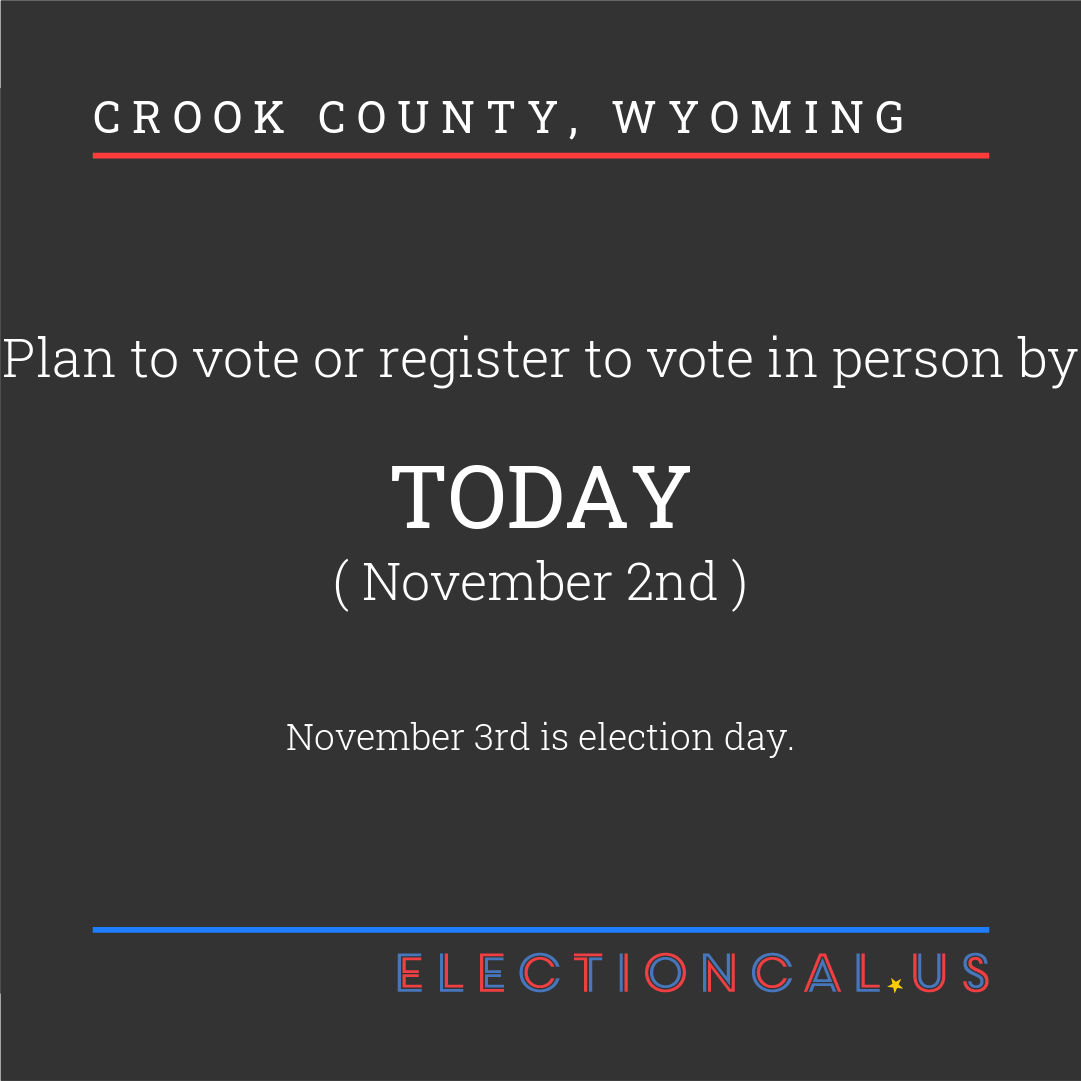 CROOK COUNTY, WYOMING
Plan to vote or register to vote in person by
TODAY
( November 2nd )
November 3rd is election day.
ELECTIONCAL.US